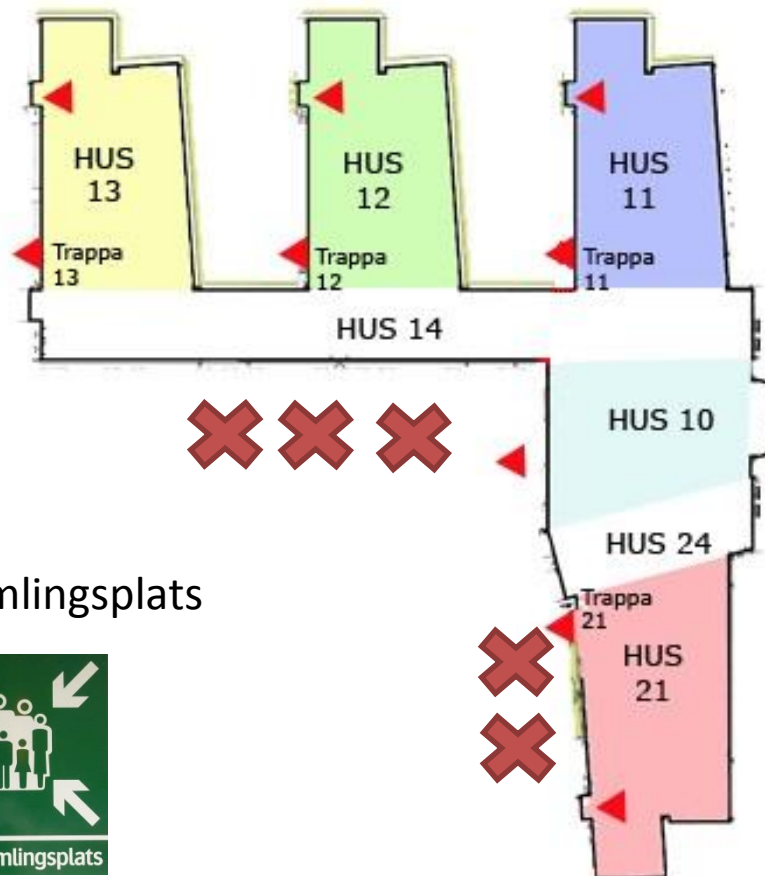 HUS
13
HUS
12
HUS
11
Trappa
13
Trappa
12
Trappa
11
HUS 14
HUS 10
HUS 24
mlingsplats
Trappa
21
HUS
21
mlingsplats